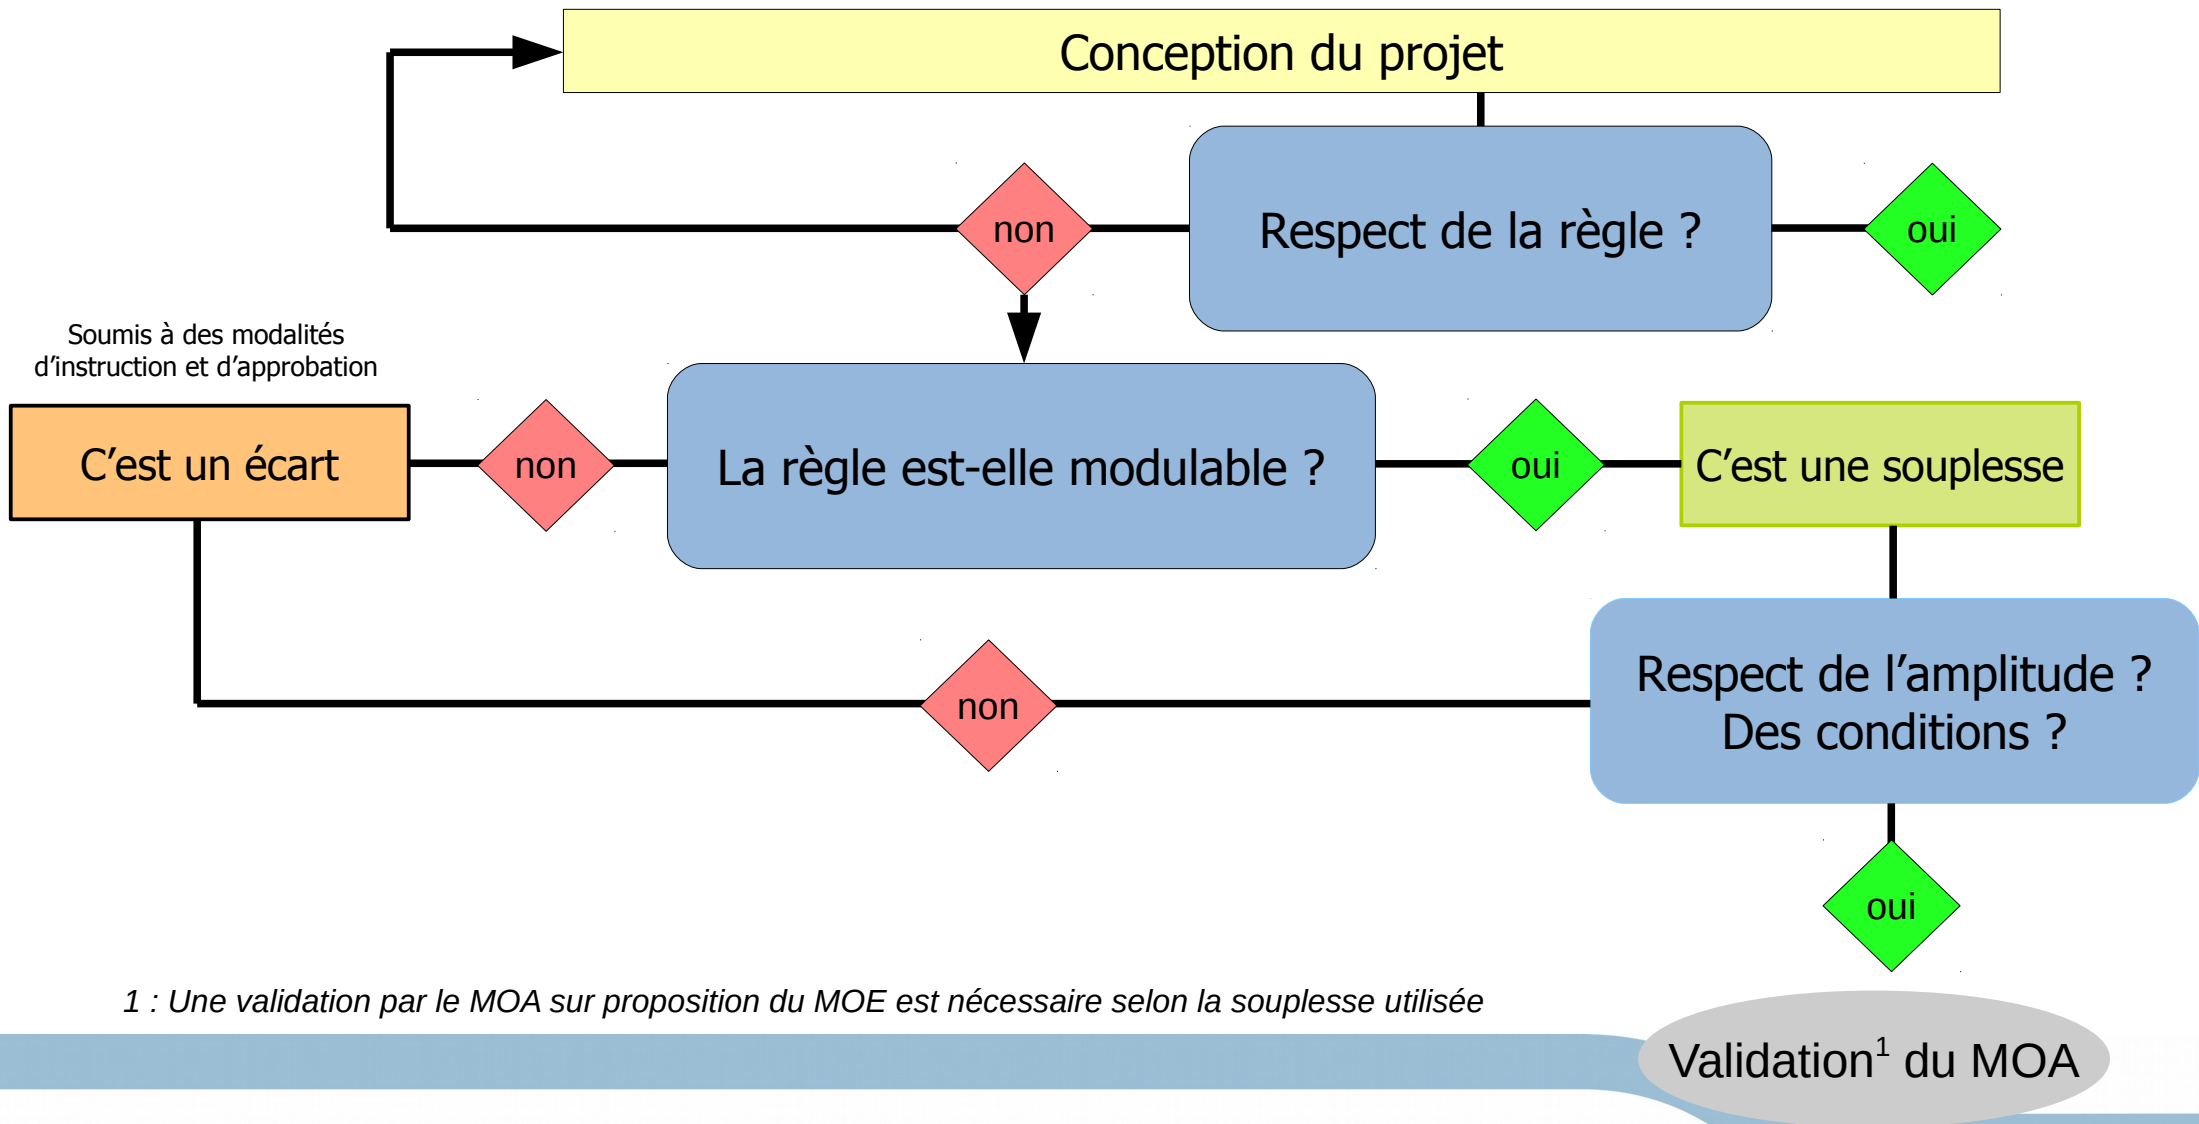 Conception du projet
Respect de la règle ?
non
oui
Soumis à des modalités
d’instruction et d’approbation
C’est un écart
non
La règle est-elle modulable ?
oui
C’est une souplesse
Respect de l’amplitude ?
Des conditions ?
non
oui
1 : Une validation par le MOA sur proposition du MOE est nécessaire selon la souplesse utilisée
Validation¹ du MOA